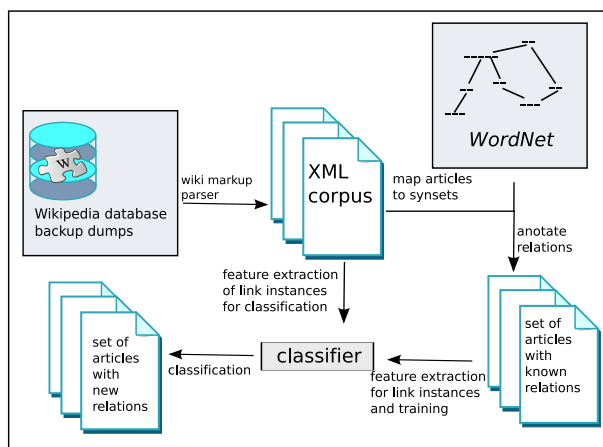 W
Wikipedia database
backup dumps
wiki markup
parser
XML
corpus
map articles
to synsets
WordNet
anotate
relations
feature extraction
of link instances
for classification
set of
articles
with
known
relations
feature extraction
for link instances
and training
classifier
classification
set of
articles
with
new
relations